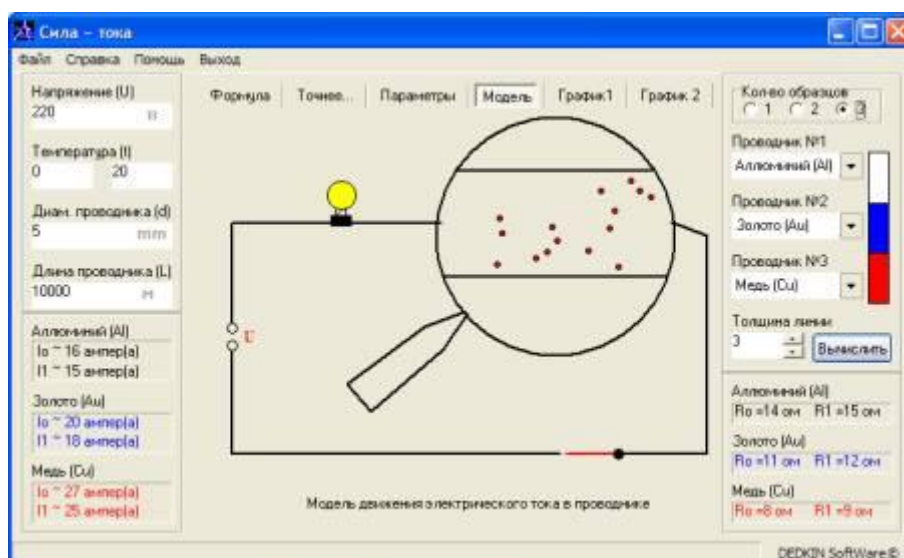 Сила - тока
Файл Справка Помощь Выход
Напряжение (U)
220
Температура (t)
0 20
Диам. проводника (d)
5 mm
Длина проводника (L)
10000 м
Аллюминий (Al)
Io ~ 16 ампер(а)
I1 ~ 15 ампер(а)
Золото (Au)
Io ~ 20 ампер(а)
I1 ~ 18 ампер(а)
Медь (Cu)
Io ~ 27 ампер(а)
I1 ~ 25 ампер(а)
Формула Точнее... Параметры Модель График1 График 2
U
Модель движения электрического тока в проводнике
Кол-во образцов
1 2 3
Проводник №1
Аллюминий (Al)
Проводник №2
Золото (Au)
Проводник №3
Медь (Cu)
Толщина линии
3 Вычислить
Аллюминий (Al)
Ro =14 ом R1 =15 ом
Золото (Au)
Ro =11 ом R1 =12 ом
Медь (Cu)
Ro =8 ом R1 =9 ом
DEDKIN SoftWare©